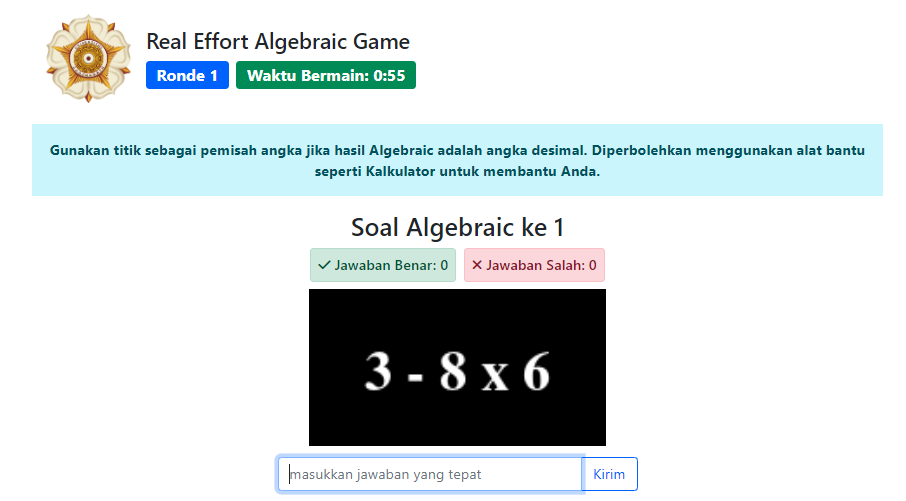 Real Effort Algebraic Game
Ronde 1
Waktu Bermain: 0:55
Gunakan titik sebagai pemisah angka jika hasil Algebraic adalah angka desimal. Diperbolehkan menggunakan alat bantu
seperti Kalkulator untuk membantu Anda.
Soal Algebraic ke 1
✓ Jawaban Benar: 0
✕ Jawaban Salah: 0
3 - 8 x 6
masukkan jawaban yang tepat
Kirim